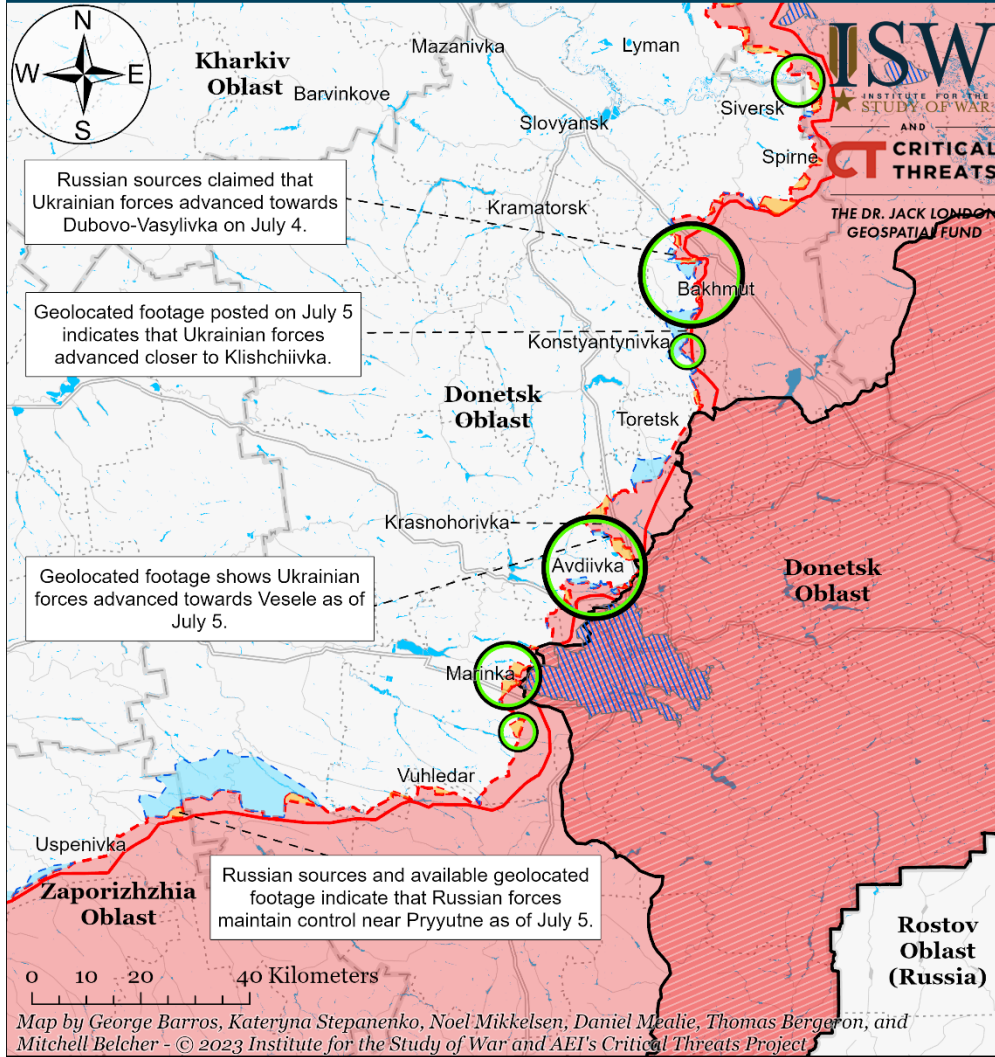 N
W
E
S
Kharkiv
Oblast
Mazanivka
Lyman
Barvinkove
Slovyansk
Siversk
Spirne
ISW
INSTITUTE FOR THE
STUDY OF WAR
AND
CT CRITICAL
THREATS
THE DR. JACK LONDON
GEOSPATIAL FUND
Russian sources claimed that
Ukrainian forces advanced towards
Dubovo-Vasylivka on July 4.
Kramatorsk
Bakhmut
Geolocated footage posted on July 5
indicates that Ukrainian forces
advanced closer to Klishchiivka.
Konstyantynivka
Donetsk
Oblast
Toretsk
Krasnohorivka
Avdiivka
Donetsk
Oblast
Geolocated footage shows Ukrainian
forces advanced towards Vesele as of
July 5.
Marinka
Vuhledar
Uspenivka
Zaporizhzhia
Oblast
Russian sources and available geolocated
footage indicate that Russian forces
maintain control near Pryyutne as of July 5.
Rostov
Oblast
(Russia)
0 10 20 40 Kilometers
Map by George Barros, Kateryna Stepanenko, Noel Mikkelsen, Daniel Mealie, Thomas Bergeron, and
Mitchell Belcher - © 2023 Institute for the Study of War and AEI's Critical Threats Project